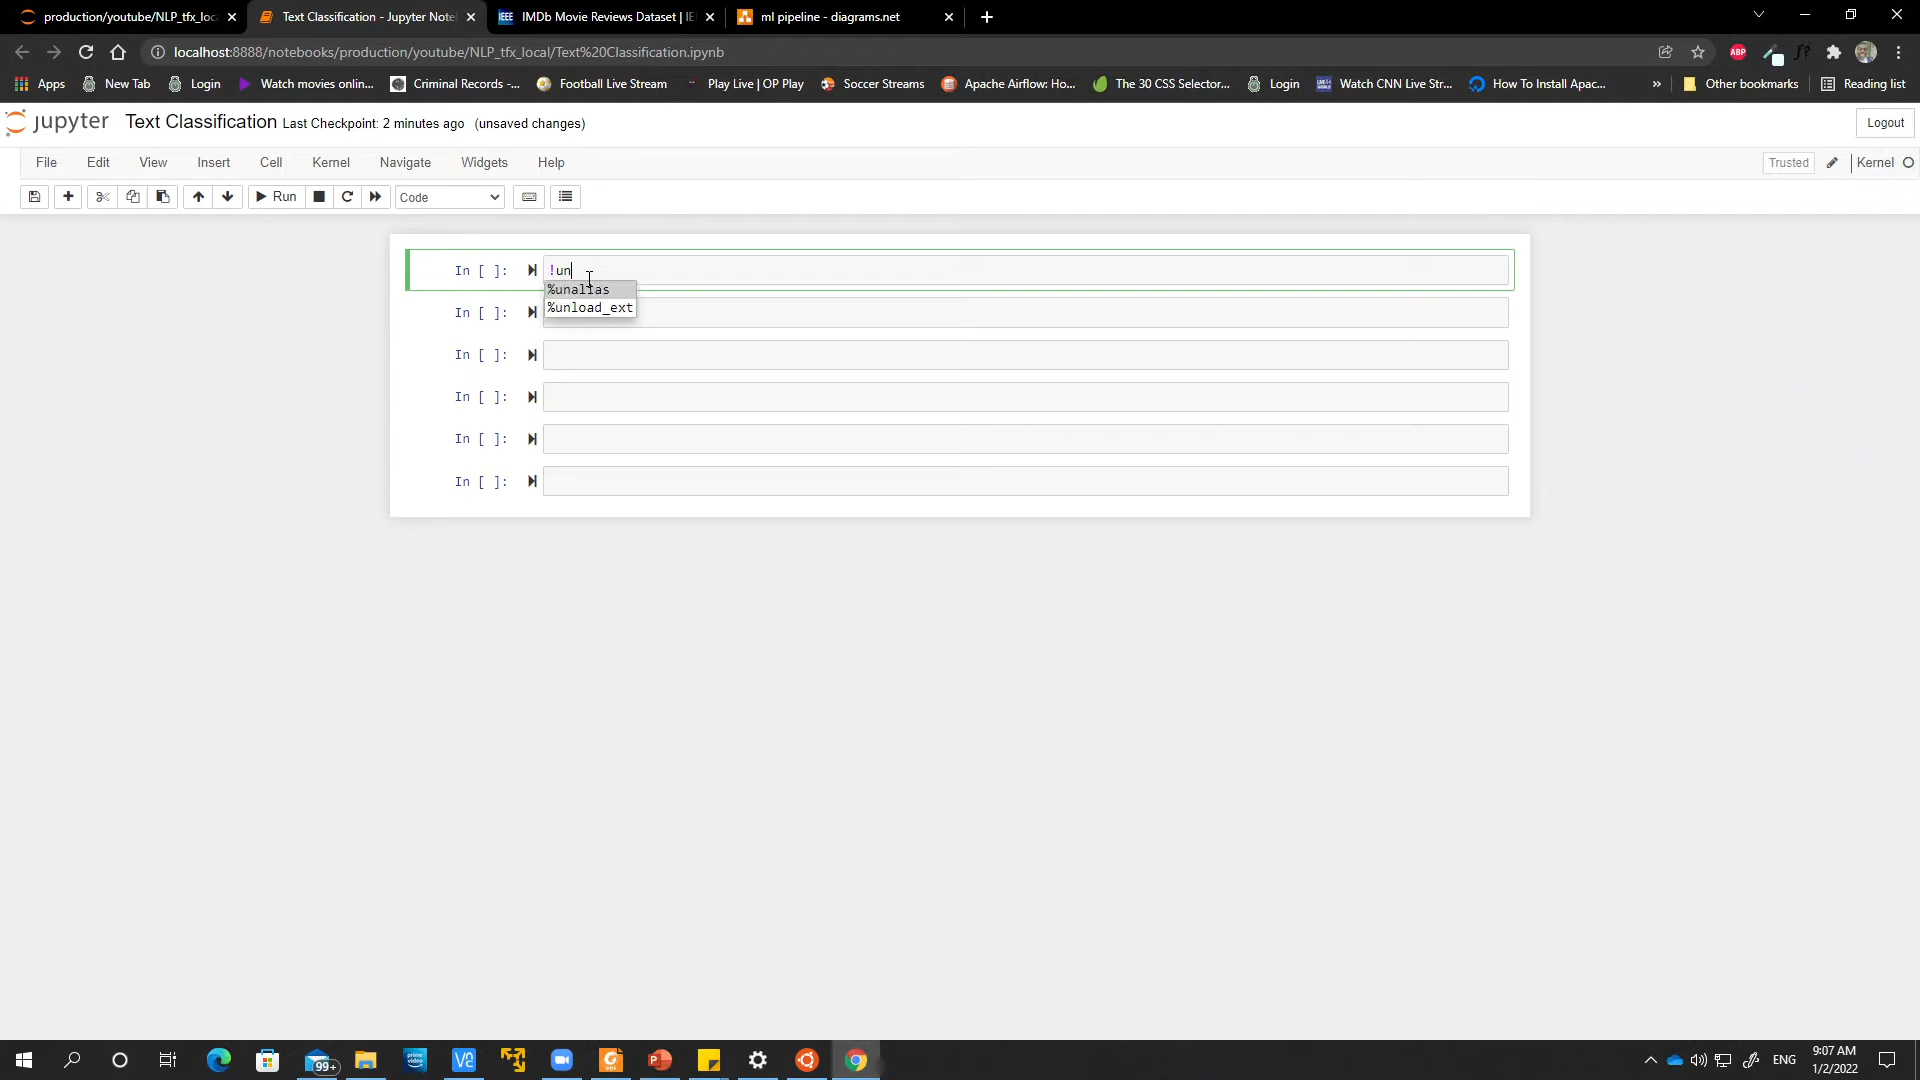 production/youtube/NLP_tfx_loc
Text Classification - Jupyter Note
IMDb Movie Reviews Dataset | IE
ml pipeline - diagrams.net
localhost:8888/notebooks/production/youtube/NLP_tfx_local/Text%20Classification.ipynb
ABP
f?
Apps
New Tab
Login
Watch movies onlin...
Criminal Records -...
Football Live Stream
Play Live | OP Play
Soccer Streams
Apache Airflow: Ho...
The 30 CSS Selector...
Login
Watch CNN Live Str...
How To Install Apac...
»
Other bookmarks
Reading list
jupyter Text Classification Last Checkpoint: 2 minutes ago (unsaved changes)
Logout
File Edit View Insert Cell Kernel Navigate Widgets Help
Trusted
Kernel
Run
Code
In [ ]: !un
%unalias
%unload_ext
In [ ]:
In [ ]:
In [ ]:
In [ ]:
In [ ]:
99+
prime video
V2
PDF
ENG
9:07 AM
1/2/2022